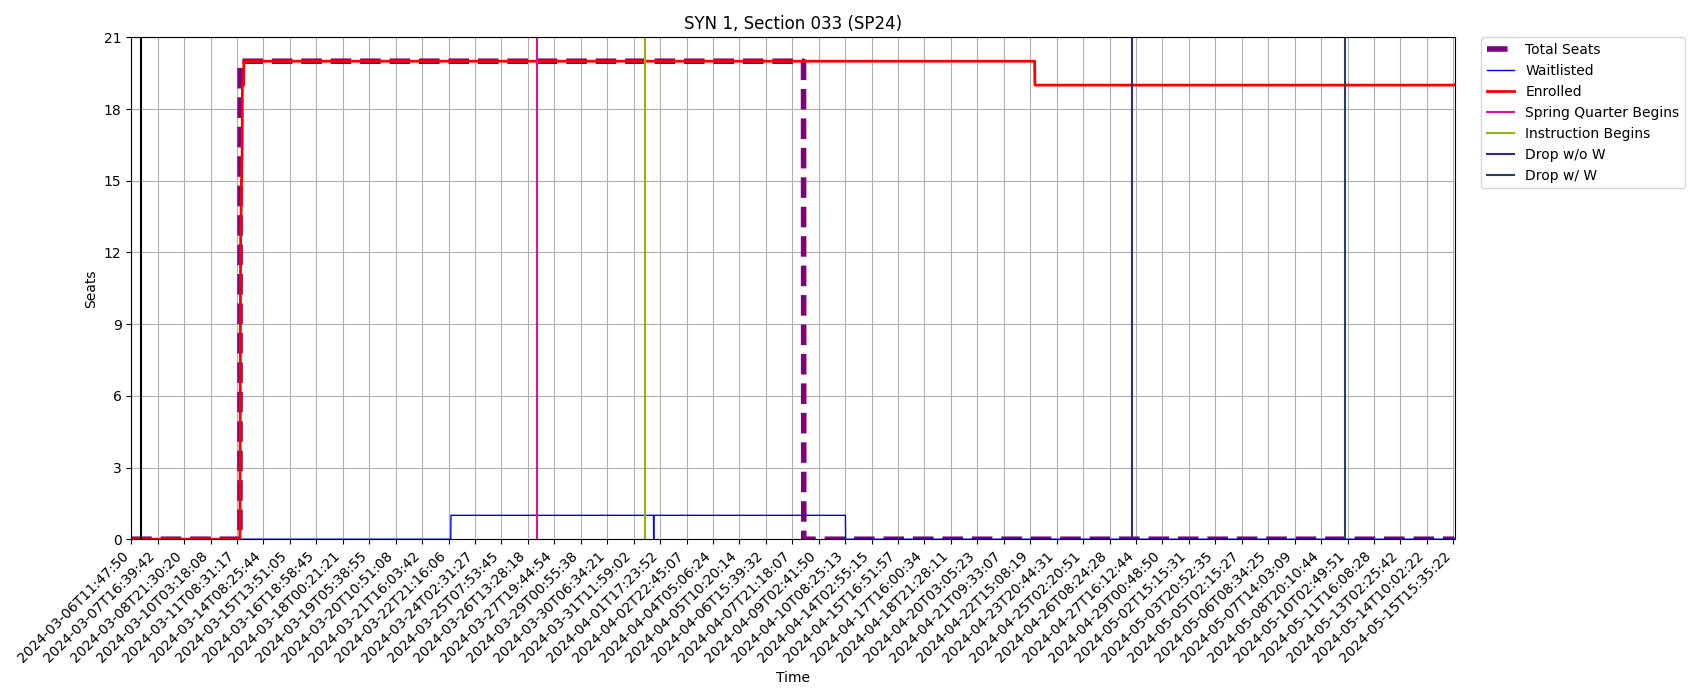 SYN 1, Section 033 (SP24)
21
18
15
12
9
6
3
0
Seats
Total Seats
Waitlisted
Enrolled
Spring Quarter Begins
Instruction Begins
Drop w/o W
Drop w/ W
2024-03-06T11:47:50
2024-03-07T16:39:42
2024-03-08T21:30:20
2024-03-10T03:18:08
2024-03-11T08:31:17
2024-03-14T08:25:44
2024-03-15T13:51:05
2024-03-16T18:58:45
2024-03-18T00:21:21
2024-03-19T05:38:55
2024-03-20T10:51:08
2024-03-21T16:03:42
2024-03-22T21:16:06
2024-03-24T02:31:27
2024-03-25T07:53:45
2024-03-26T13:28:18
2024-03-27T19:44:54
2024-03-29T00:55:38
2024-03-30T06:34:21
2024-03-31T11:59:02
2024-04-01T17:23:52
2024-04-02T22:45:07
2024-04-04T05:06:24
2024-04-05T10:20:14
2024-04-06T15:39:32
2024-04-07T21:18:07
2024-04-09T02:41:50
2024-04-10T08:25:13
2024-04-14T02:55:15
2024-04-15T16:51:57
2024-04-17T16:00:34
2024-04-18T21:28:11
2024-04-20T03:05:23
2024-04-21T09:33:07
2024-04-22T15:08:19
2024-04-23T20:44:31
2024-04-25T02:20:51
2024-04-26T08:24:28
2024-04-27T16:12:44
2024-04-29T00:48:50
2024-05-02T15:15:31
2024-05-03T20:52:35
2024-05-05T02:15:27
2024-05-06T08:34:25
2024-05-07T14:03:09
2024-05-08T20:10:44
2024-05-10T02:49:51
2024-05-11T16:08:28
2024-05-13T02:25:42
2024-05-14T10:02:22
2024-05-15T15:35:22
Time